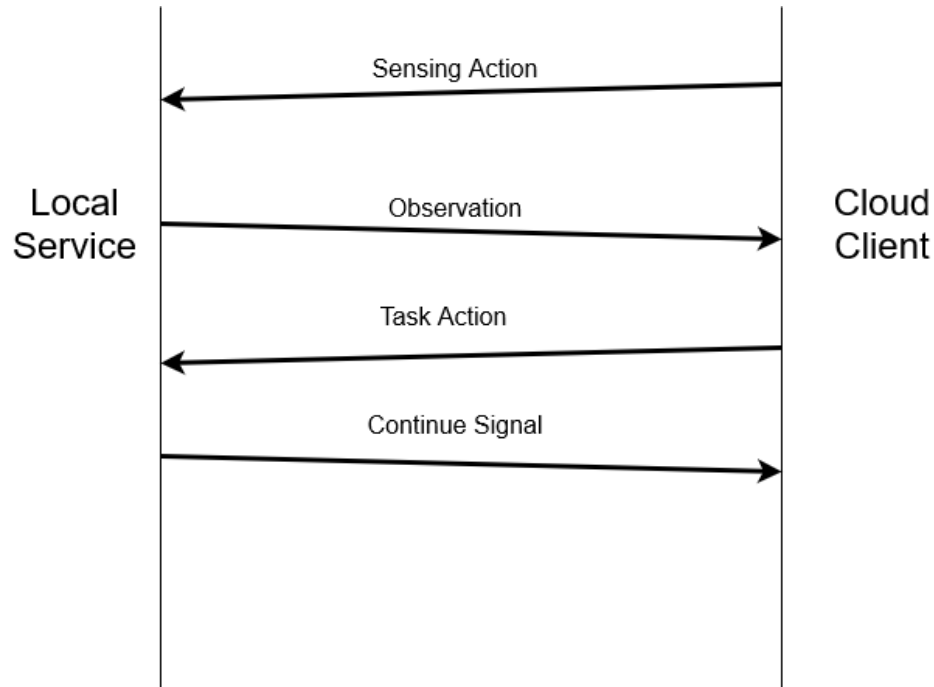 Sensing Action
Local
Service
Observation
Cloud
Client
Task Action
Continue Signal